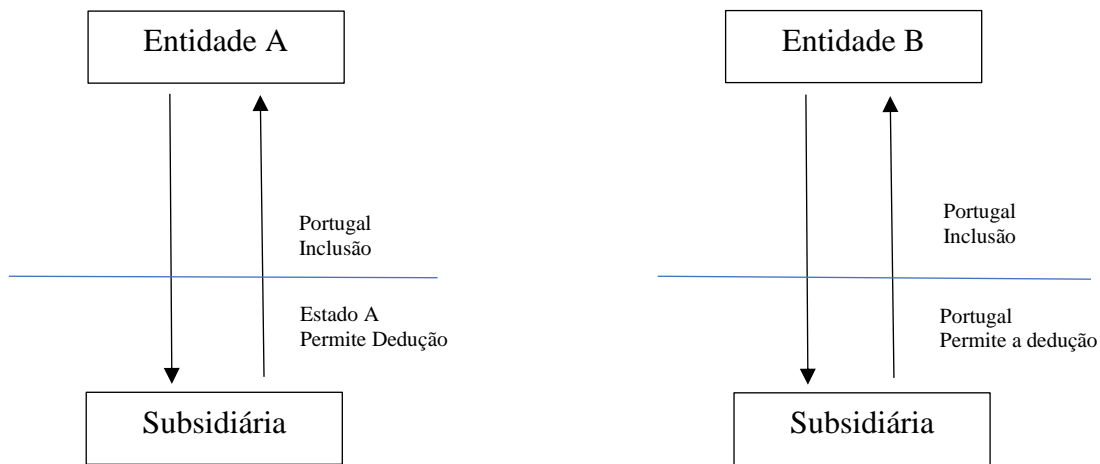 Entidade A
Portugal
Inclusão
Estado A
Permite Dedução
Subsidiária
Entidade B
Portugal
Inclusão
Portugal
Permite a dedução
Subsidiária